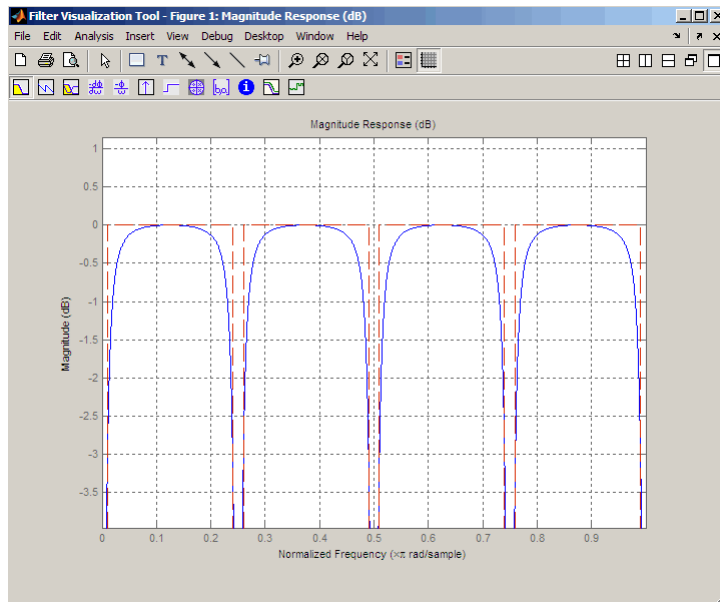 Filter Visualization Tool - Figure 1: Magnitude Response (dB)
File Edit Analysis Insert View Debug Desktop Window Help
Magnitude Response (dB)
1
0.5
0
-0.5
-1
-1.5
-2
-2.5
-3
-3.5
Magnitude (dB)
0 0.1 0.2 0.3 0.4 0.5 0.6 0.7 0.8 0.9
Normalized Frequency (×π rad/sample)